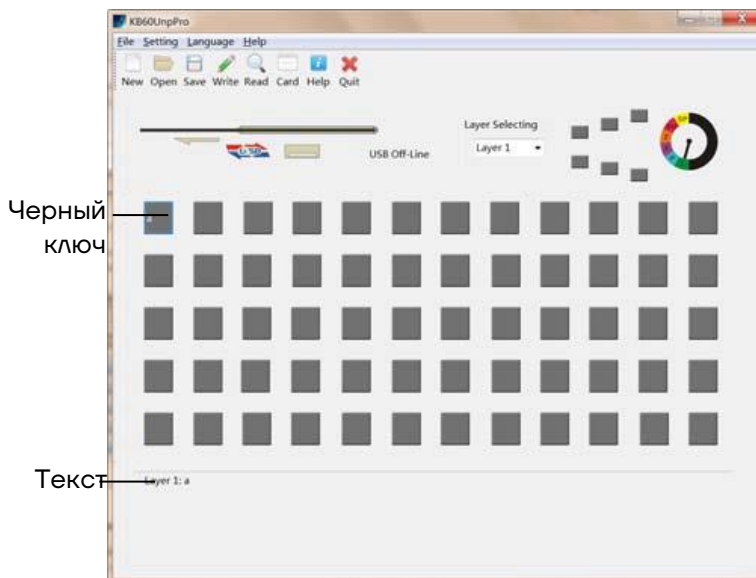 KB60UnpPro
File Setting Language Help
New Open Save Write Read Card Help Quit
Layer Selecting
USB Off-Line
Layer 1
Черный
ключ
Текст
Layer 1: a